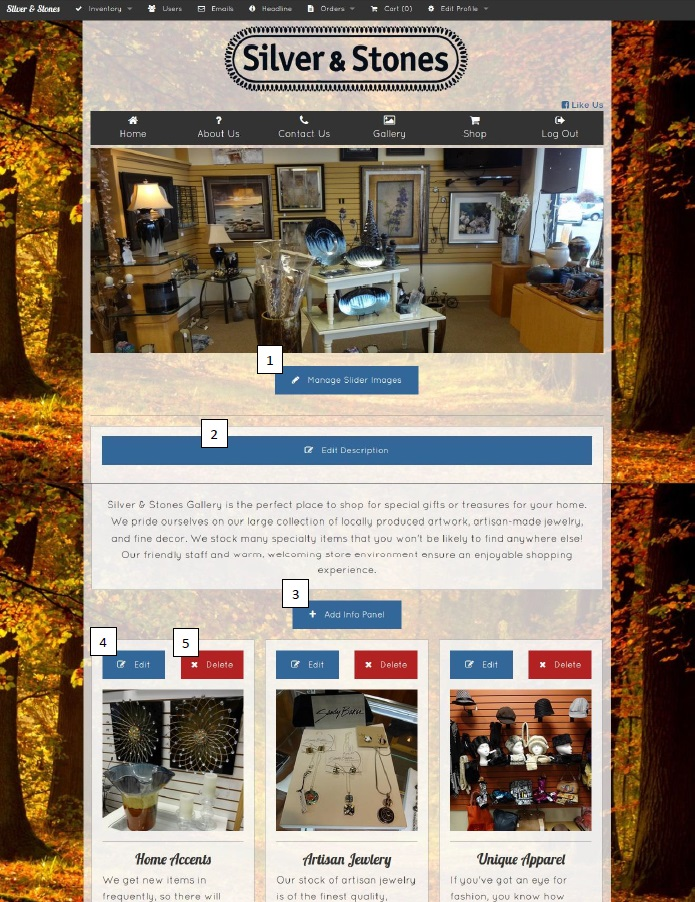 Silver & Stones Inventory Users Emails Headline Orders Cart (0) Edit Profile
Silver & Stones
Like Us
Home About Us Contact Us Gallery Shop Log Out
1
Manage Slider Images
2
Edit Description
Silver & Stones Gallery is the perfect place to shop for special gifts or treasures for your home.
We pride ourselves on our large collection of locally produced artwork, artisan-made jewelry,
and fine decor. We stock many specialty items that you won't be likely to find anywhere else!
Our friendly staff and warm, welcoming store environment ensure an enjoyable shopping
experience.
3
Add Info Panel
4 5
Edit Delete Edit Delete Edit Delete
Home Accents Artisan Jewlery Unique Apparel
We get new items in Our stock of artisan jewelry If you've got an eye for
frequently, so there will is of the finest quality, fashion, you know how